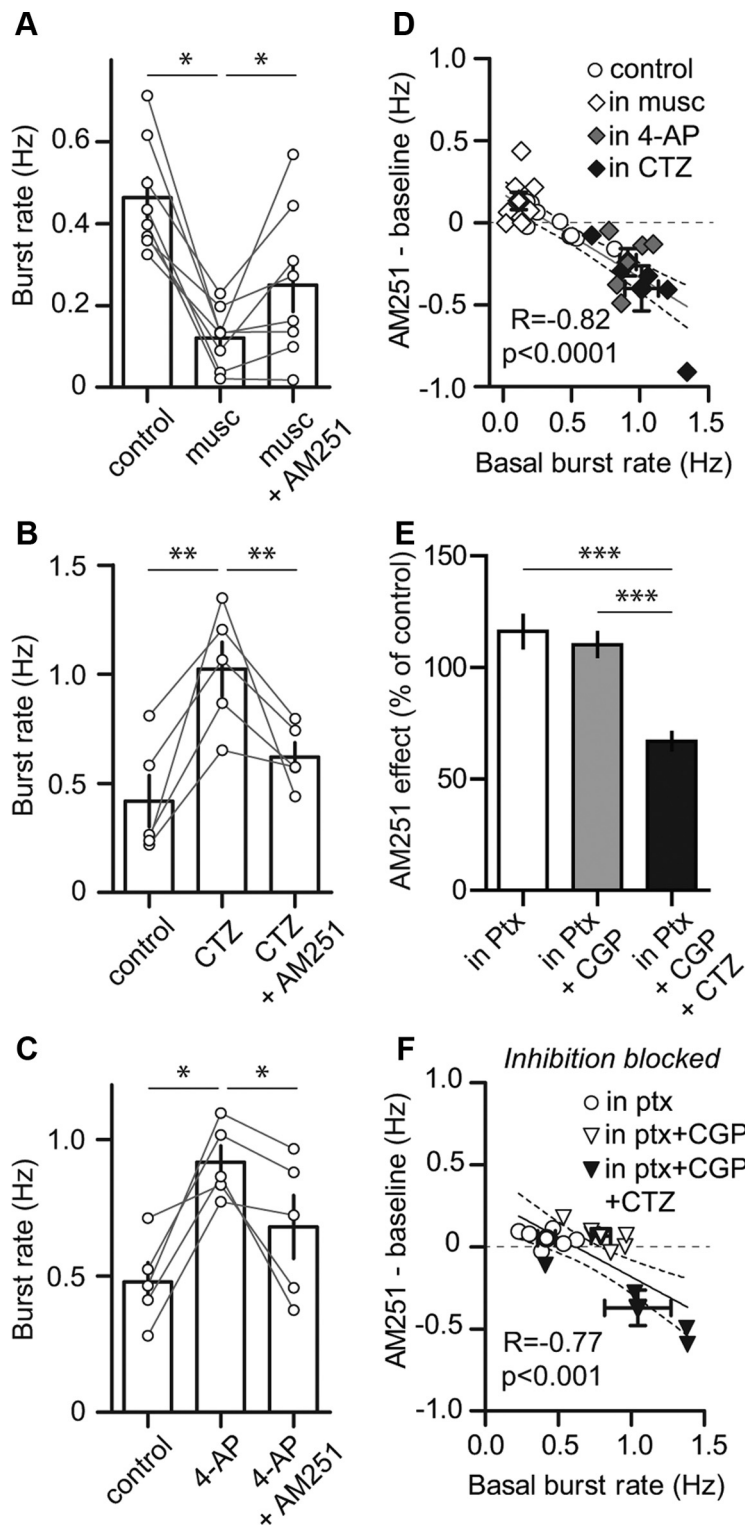 A
* *
Burst rate (Hz)
0.6
0.4
0.2
0
control
musc
musc
+ AM251
D
AM251 - baseline (Hz)
1.0
0.5
0
-0.5
-1.0
control
in musc
in 4-AP
in CTZ
R=-0.82
p<0.0001
0.0 0.5 1.0 1.5
Basal burst rate (Hz)
B
** **
Burst rate (Hz)
1.5
1.0
0.5
0
control
CTZ
CTZ
+ AM251
E
AM251 effect (% of control)
150
100
50
0
***
***
in Ptx
in Ptx
+ CGP
in Ptx
+ CGP
+ CTZ
C
* *
Burst rate (Hz)
1.0
0.5
0
control
4-AP
4-AP
+ AM251
F
Inhibition blocked
AM251 - baseline (Hz)
1.0
0.5
0
-0.5
-1.0
in ptx
in ptx+CGP
in ptx+CGP
+CTZ
R=-0.77
p<0.001
0.0 0.5 1.0 1.5
Basal burst rate (Hz)